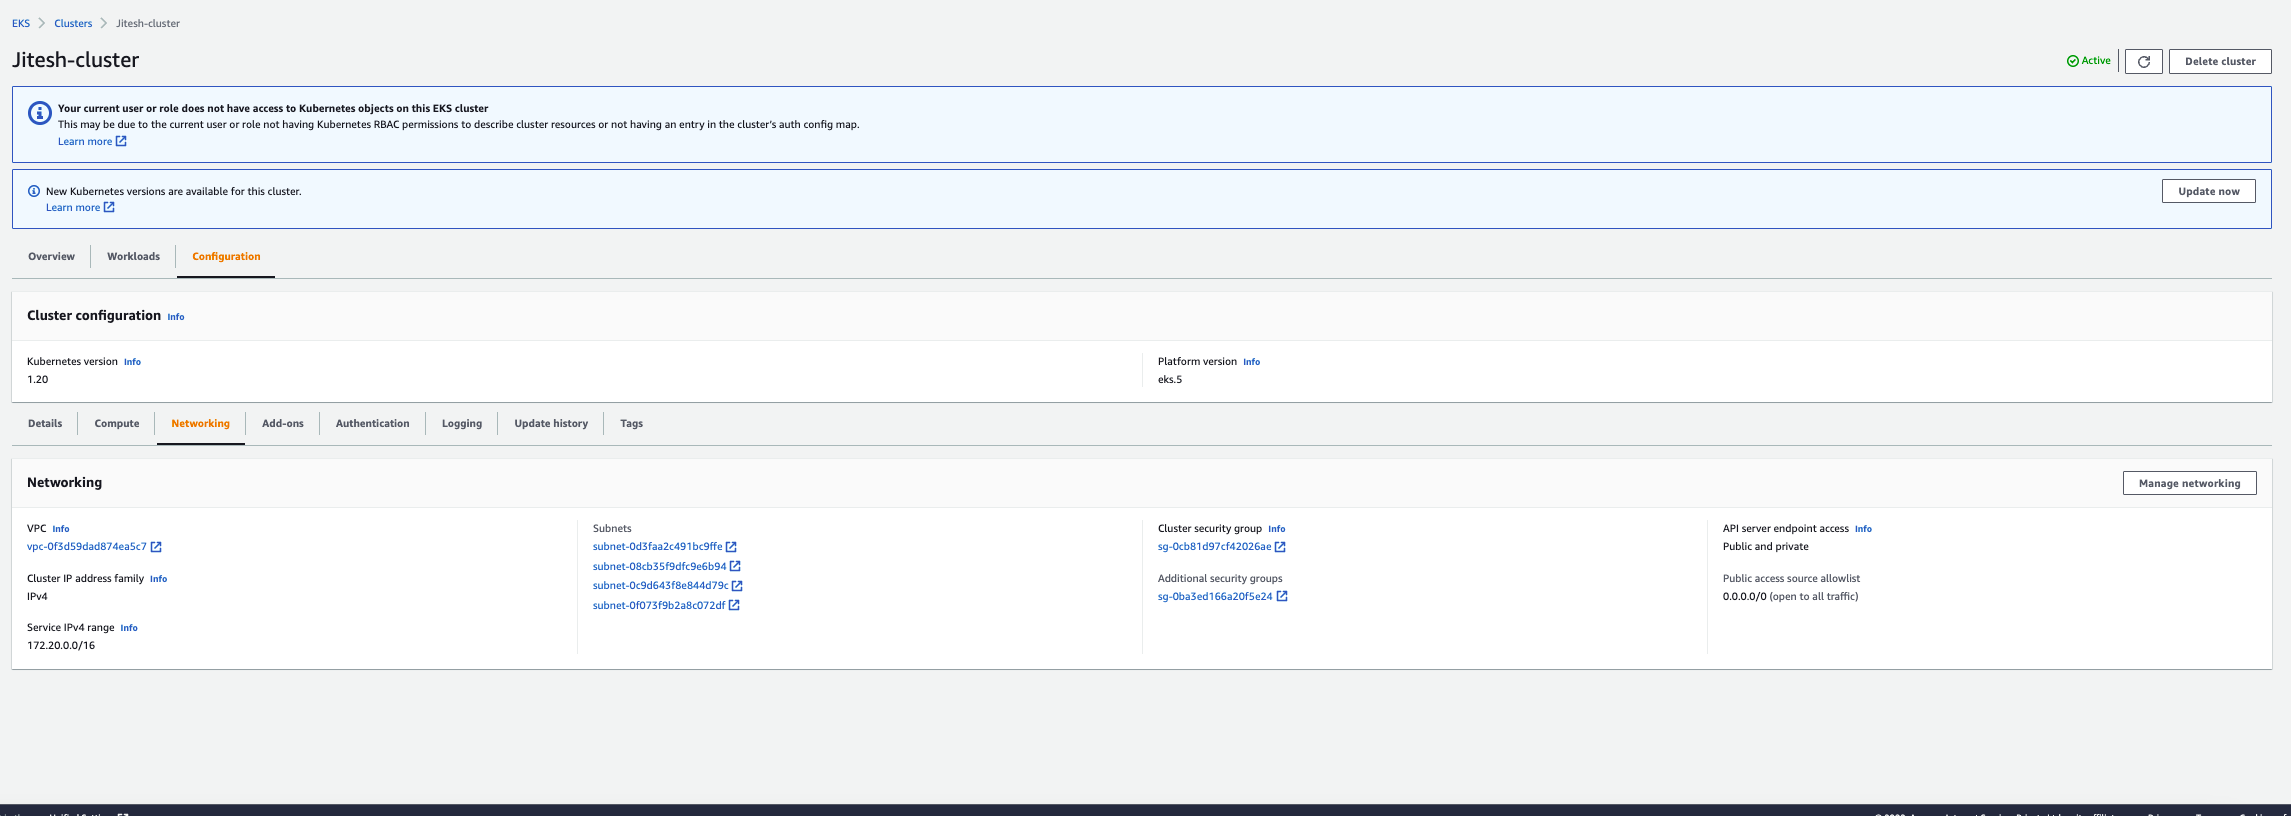 EKS > Clusters > Jitesh-cluster
Jitesh-cluster
Active
Delete cluster
Your current user or role does not have access to Kubernetes objects on this EKS cluster
This may be due to the current user or role not having Kubernetes RBAC permissions to describe cluster resources or not having an entry in the cluster's auth config map.
Learn more
New Kubernetes versions are available for this cluster.
Update now
Learn more
Overview
Workloads
Configuration
Cluster configuration Info
Kubernetes version Info
1.20
Platform version Info
eks.5
Details
Compute
Networking
Add-ons
Authentication
Logging
Update history
Tags
Networking
Manage networking
VPC Info
vpc-0f3d59dad874ea5c7
Cluster IP address family Info
IPv4
Service IPv4 range Info
172.20.0.0/16
Subnets
subnet-0d3faa2c491bc9ffe
subnet-08cb35f9dfc9e6b94
subnet-0c9d643f8e844d79c
subnet-0f073f9b2a8c072df
Cluster security group Info
sg-0cb81d97cf42026ae
Additional security groups
sg-0ba3ed166a20f5e24
API server endpoint access Info
Public and private
Public access source allowlist
0.0.0.0/0 (open to all traffic)